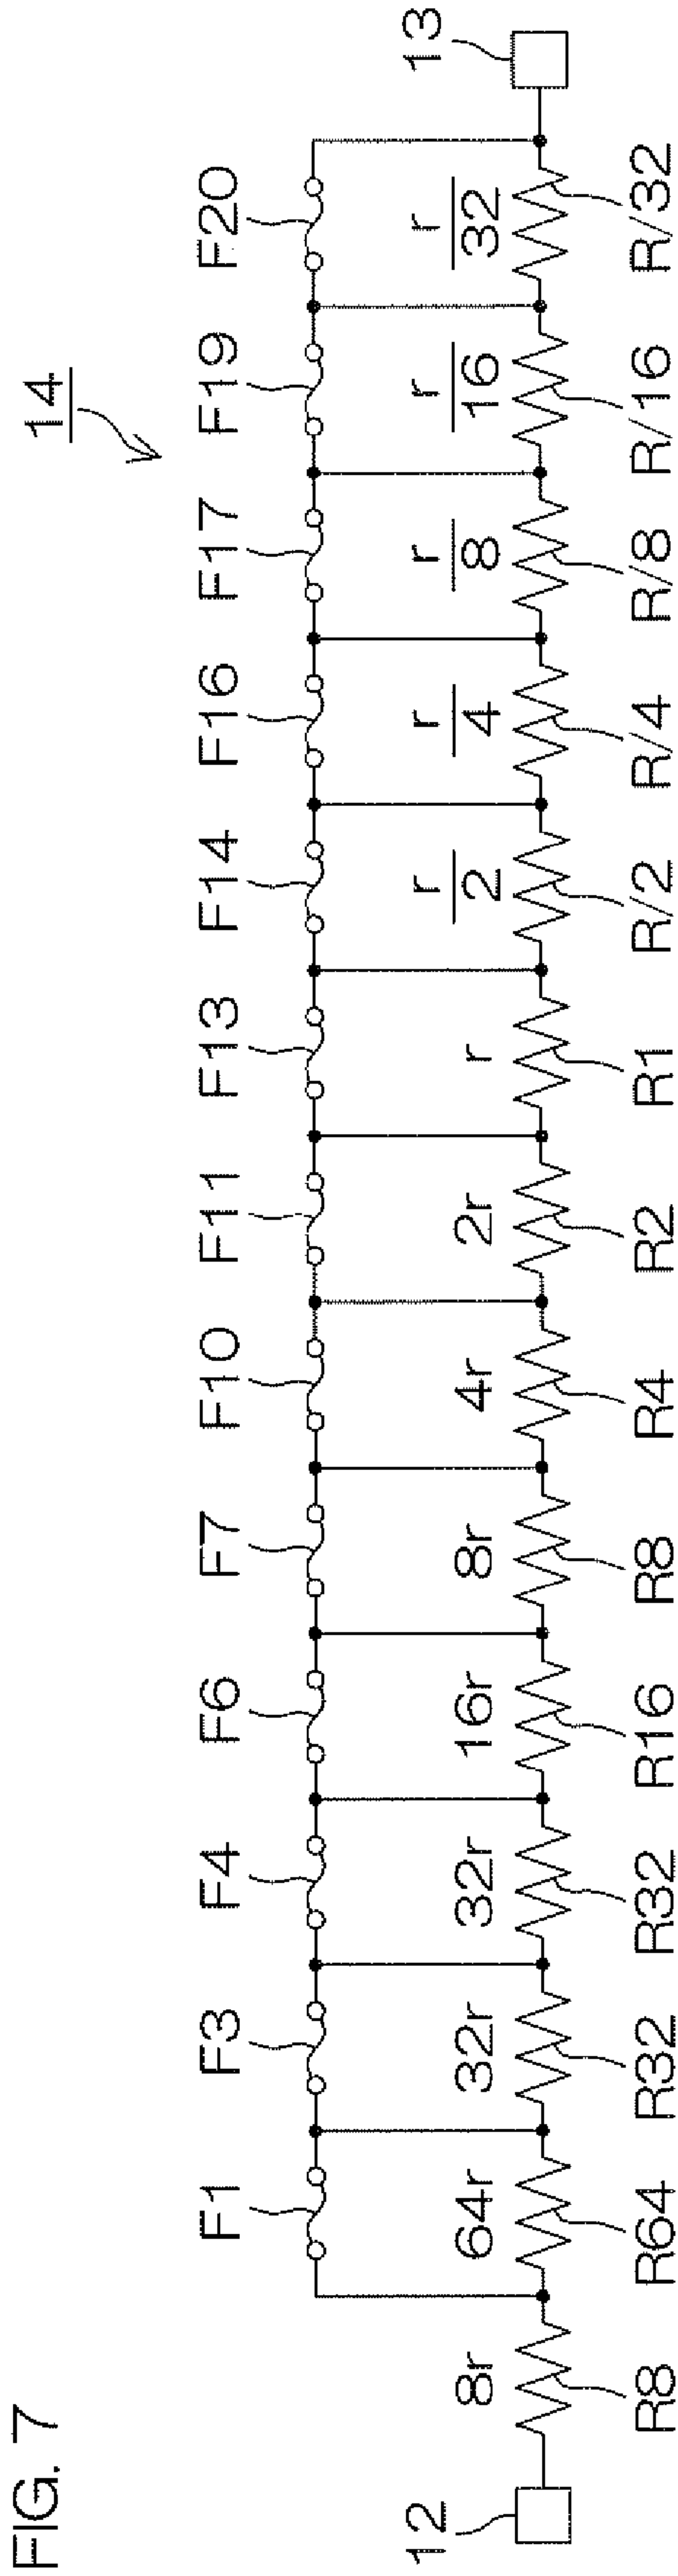 FIG. 7
14
F1 F3 F4 F6 F7 F10 F11 F13 F14 F16 F17 F19 F20
12
8r 64r 32r 32r 16r 8r 4r 2r r r/2 r/4 r/8 r/16 r/32
13
R8 R64 R32 R32 R16 R8 R4 R2 R1 R/2 R/4 R/8 R/16 R/32